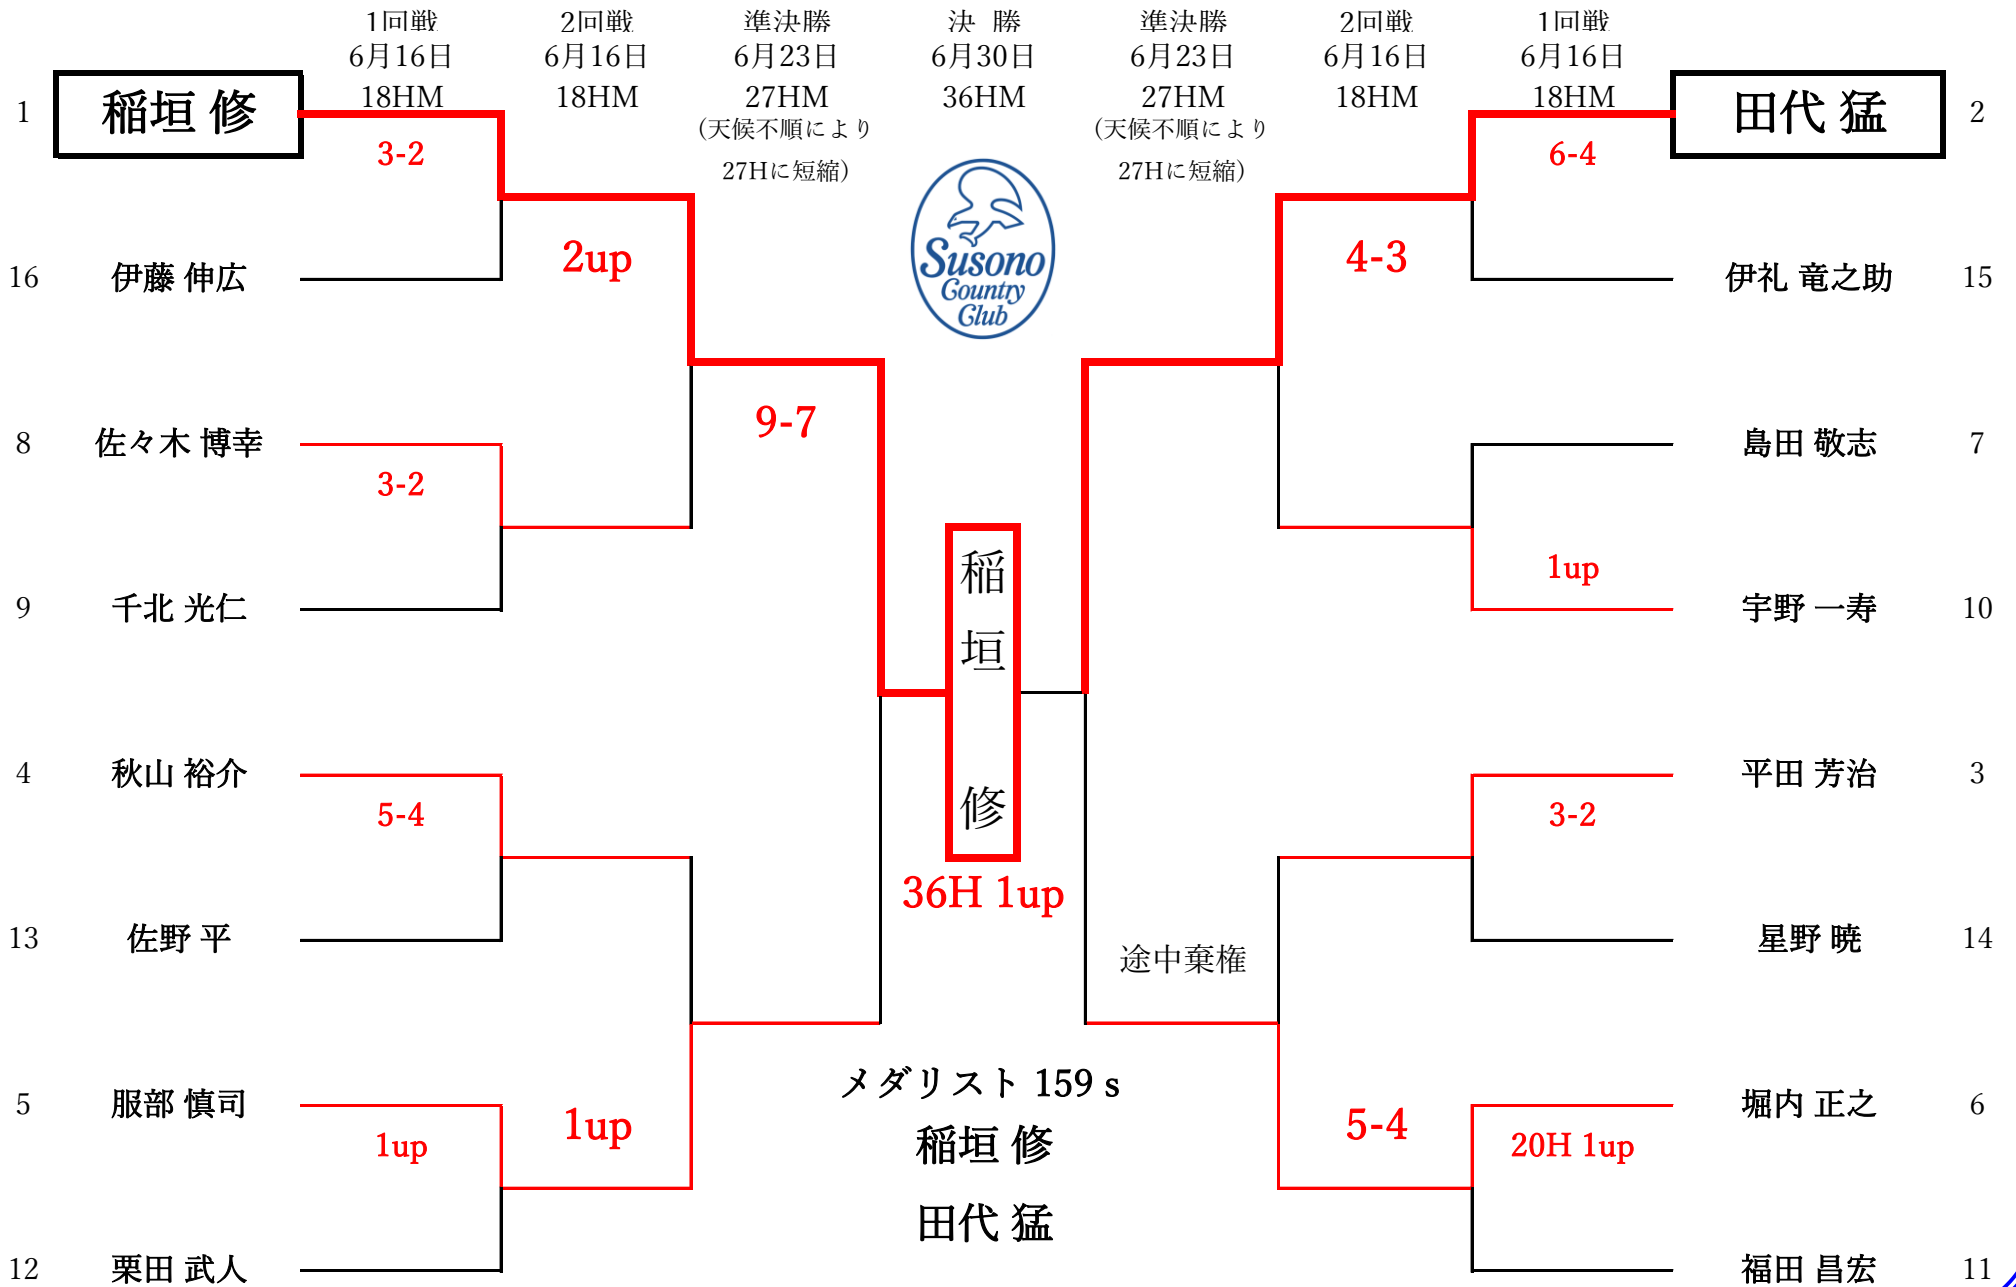 1回戦 2回戦 準決勝 決 勝 準決勝 2回戦 1回戦
6月16日 6月16日 6月23日 6月30日 6月23日 6月16日 6月16日
18HM 18HM 27HM 36HM 27HM 18HM 18HM
(天候不順により (天候不順により
27Hに短縮) 27Hに短縮)
1 稲垣 修 田代 猛 2
3-2 6-4
Susono
Country
Club
16 伊藤 伸広 2up 4-3 伊礼 竜之助 15
9-7
8 佐々木 博幸 島田 敬志 7
3-2
1up
9 千北 光仁 宇野 一寿 10
稲
垣
修
4 秋山 裕介 平田 芳治 3
5-4 3-2
36H 1up
13 佐野 平 星野 暁 14
途中棄権
メダリスト 159 s
5 服部 慎司 堀内 正之 6
1up 1up 5-4 20H 1up
稲垣 修
田代 猛
12 栗田 武人 福田 昌宏 11